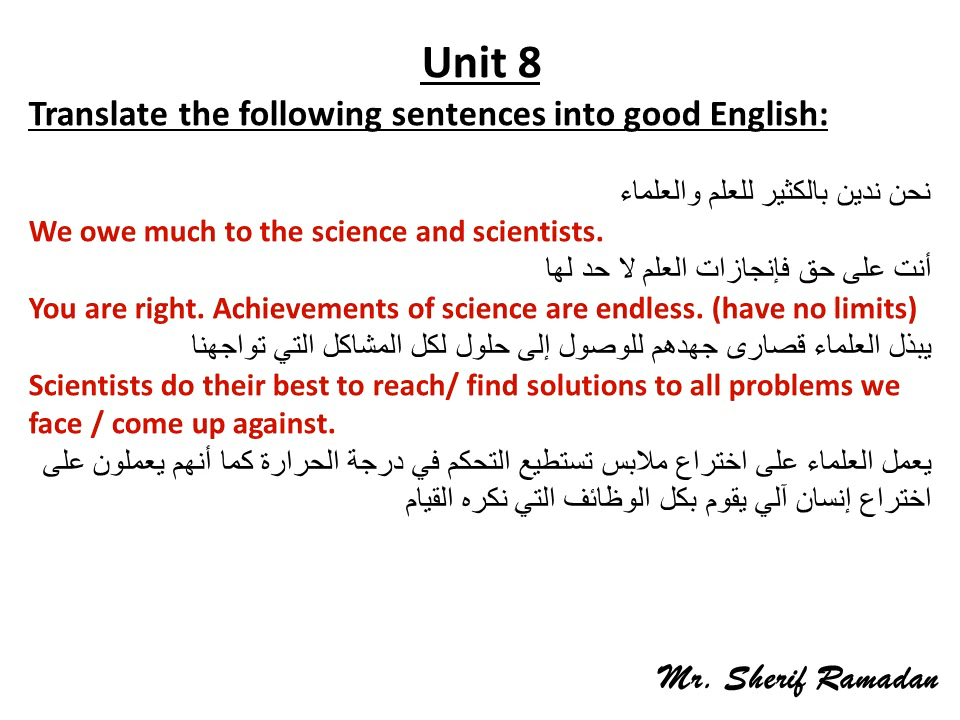 Unit 8
Translate the following sentences into good English:
نحن ندين بالكثير للعلم والعلماء
We owe much to the science and scientists.
أنت على حق فإنجازات العلم لا حد لها
You are right. Achievements of science are endless. (have no limits)
يبذل العلماء قصارى جهدهم للوصول إلى حلول لكل المشاكل التي تواجهنا
Scientists do their best to reach/ find solutions to all problems we
face / come up against.
يعمل العلماء على اختراع ملابس تستطيع التحكم في درجة الحرارة كما أنهم يعملون على
اختراع إنسان آلي يقوم بكل الوظائف التي نكره القيام
Mr. Sherif Ramadan